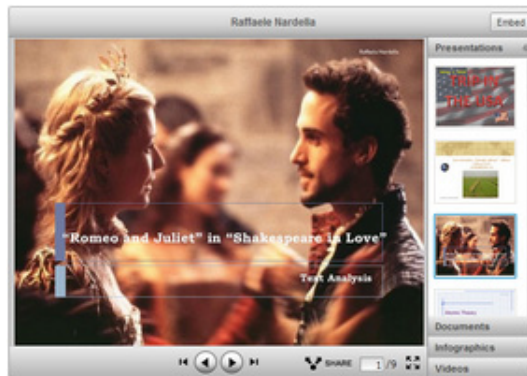 Raffaele Nardella
Embed
Raffaele Nardella
Presentations
TRIP IN
THE USA
"Romeo and Juliet" in "Shakespeare in Love"
Text Analysis
SHARE
1/9
Documents
Infographics
Videos